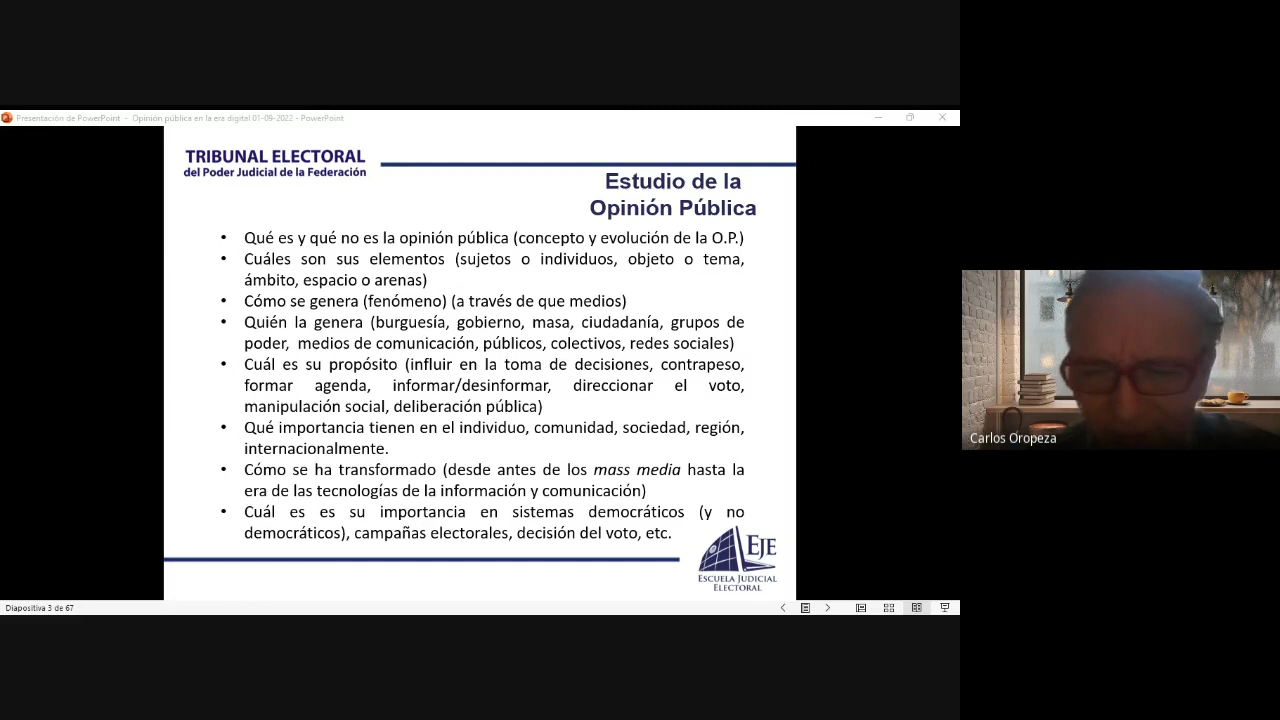 Presentación de PowerPoint - Opinión pública en la era digital 01-09-2022 - PowerPoint
TRIBUNAL ELECTORAL
del Poder Judicial de la Federación
Estudio de la
Opinión Pública
• Qué es y qué no es la opinión pública (concepto y evolución de la O.P.)
• Cuáles son sus elementos (sujetos o individuos, objeto o tema,
ámbito, espacio o arenas)
• Cómo se genera (fenómeno) (a través de que medios)
• Quién la genera (burguesía, gobierno, masa, ciudadanía, grupos de
poder, medios de comunicación, públicos, colectivos, redes sociales)
• Cuál es su propósito (influir en la toma de decisiones, contrapeso,
formar agenda, informar/desinformar, direccionar el voto,
manipulación social, deliberación pública)
• Qué importancia tienen en el individuo, comunidad, sociedad, región,
internacionalmente.
• Cómo se ha transformado (desde antes de los mass media hasta la
era de las tecnologías de la información y comunicación)
• Cuál es es su importancia en sistemas democráticos (y no
democráticos), campañas electorales, decisión del voto, etc.
EJE
ESCUELA JUDICIAL
ELECTORAL
Diapositiva 3 de 67
Carlos Oropeza